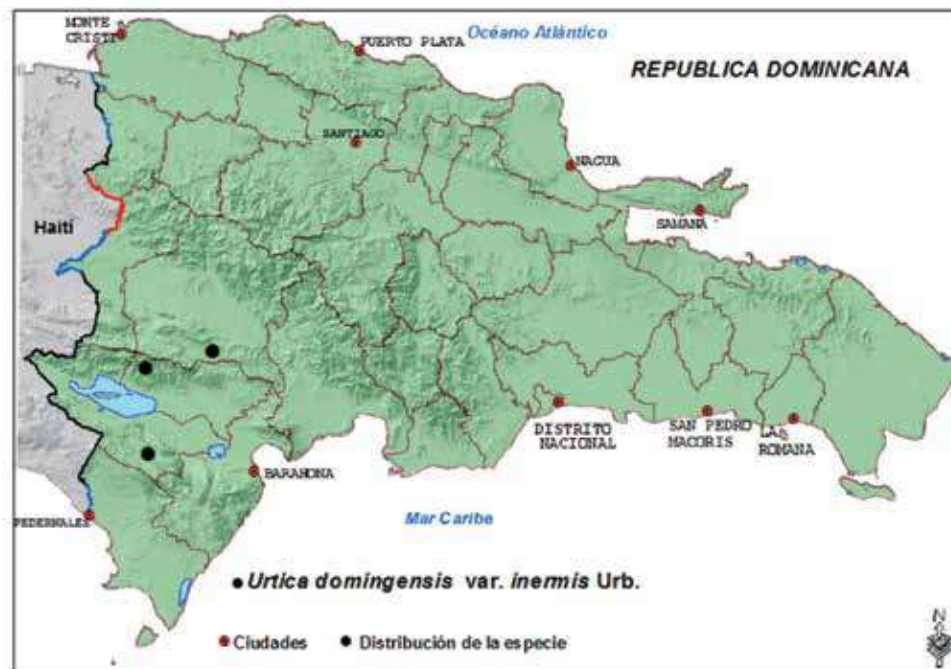 MONTE
CRISTI
Océano Atlántico
PUERTO PLATA
REPUBLICA DOMINICANA
SANTIAGO
NAGUA
SAMANA
Haití
DISTRITO
NACIONAL
SAN PEDRO
MACORIS
LA
ROMANA
BARAHONA
PEDERNALES
Mar Caribe
Urtica domingensis var. inermis Urb.
Ciudades
Distribución de la especie
N